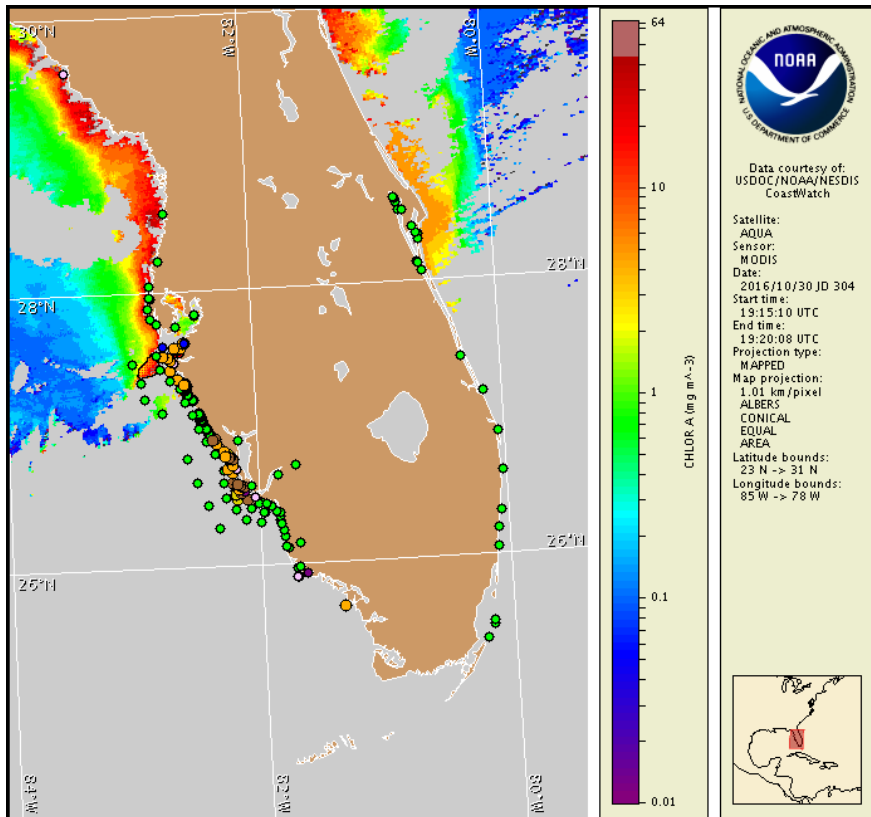 30°N
82°W
80°W
28°N
28°N
26°N
26°N
84°W
82°W
80°W
64
10
1
0.1
0.01
CHLOR A (mg m^-3)
NATIONAL OCEANIC AND ATMOSPHERIC ADMINISTRATION
NOAA
U.S. DEPARTMENT OF COMMERCE
Data courtesy of:
USDOC/NOAA/NESDIS
CoastWatch
Satellite:
AQUA
Sensor:
MODIS
Date:
2016/10/30 JD 304
Start time:
19:15:10 UTC
End time:
19:20:08 UTC
Projection type:
MAPPED
Map projection:
1.01 km/pixel
ALBERS
CONICAL
EQUAL
AREA
Latitude bounds:
23 N -> 31 N
Longitude bounds:
85 W -> 78 W